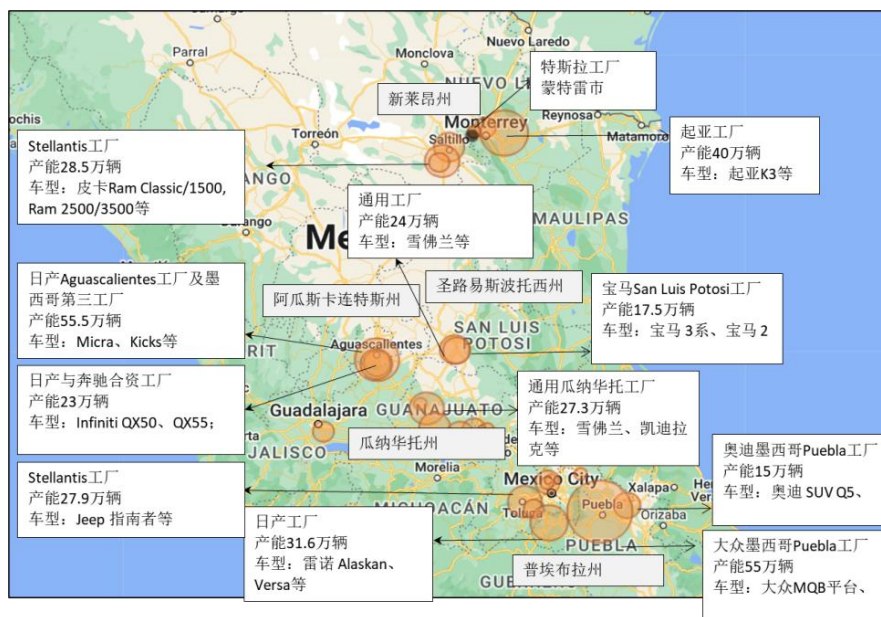 Nuevo Laredo
Monclova
Parral
NUEVO LEÓ
特斯拉工厂
蒙特雷市
新莱昂州
ochis
Torreón
Monterrey
Saltillo
Reynosa
Matamoro
起亚工厂
产能40万辆
车型：起亚K3等
Stellantis工厂
产能28.5万辆
车型：皮卡Ram Classic/1500,
Ram 2500/3500等
ANGO
Durango
通用工厂
产能24万辆
车型：雪佛兰等
Me
MAULIPAS
日产Aguascalientes工厂及墨
西哥第三工厂
产能55.5万辆
车型：Micra、Kicks等
阿瓜斯卡连特斯州
圣路易斯波托西州
宝马San Luis Potosi工厂
产能17.5万辆
车型：宝马 3系、宝马 2
RIT
Aguascalientes
SAN LUIS
POTOSI
日产与奔驰合资工厂
产能23万辆
车型：Infiniti QX50、QX55；
Guadalajara
GUANAJUATO
通用瓜纳华托工厂
产能27.3万辆
车型：雪佛兰、凯迪拉
克等
JALISCO
瓜纳华托州
Morelia
奥迪墨西哥Puebla工厂
产能15万辆
车型：奥迪 SUV Q5、
Stellantis工厂
产能27.9万辆
车型：Jeep 指南者等
Mexico City
Xalapa
MICHOACÁN
Toluca
Puebla
Orizaba
日产工厂
产能31.6万辆
车型：雷诺 Alaskan、
Versa等
PUEBLA
普埃布拉州
GUE
大众墨西哥Puebla工厂
产能55万辆
车型：大众MQB平台、